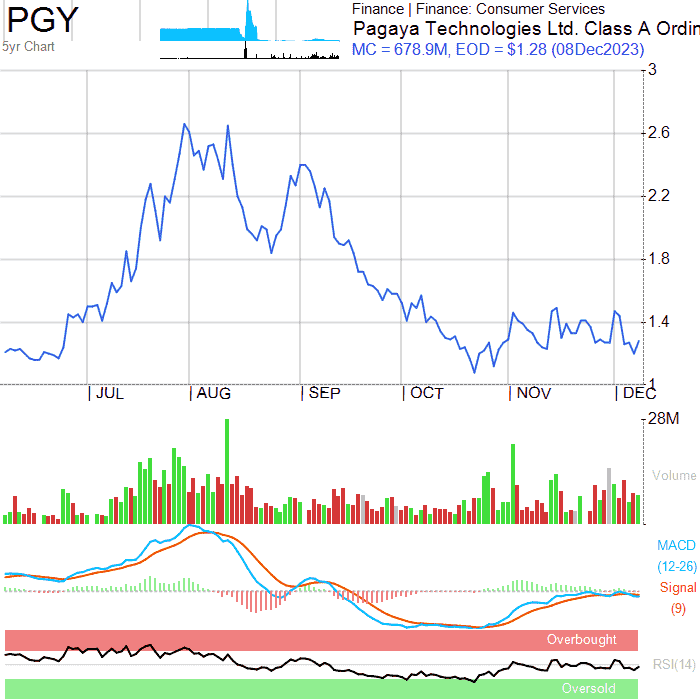 PGY
5yr Chart
Finance | Finance: Consumer Services
Pagaya Technologies Ltd. Class A Ordin
MC = 678.9M, EOD = $1.28 (08Dec2023)
3
2.6
2.2
1.8
1.4
1
JUL AUG SEP OCT NOV DEC
28M
Volume
MACD
(12-26)
Signal
(9)
Overbought
RSI(14)
Oversold